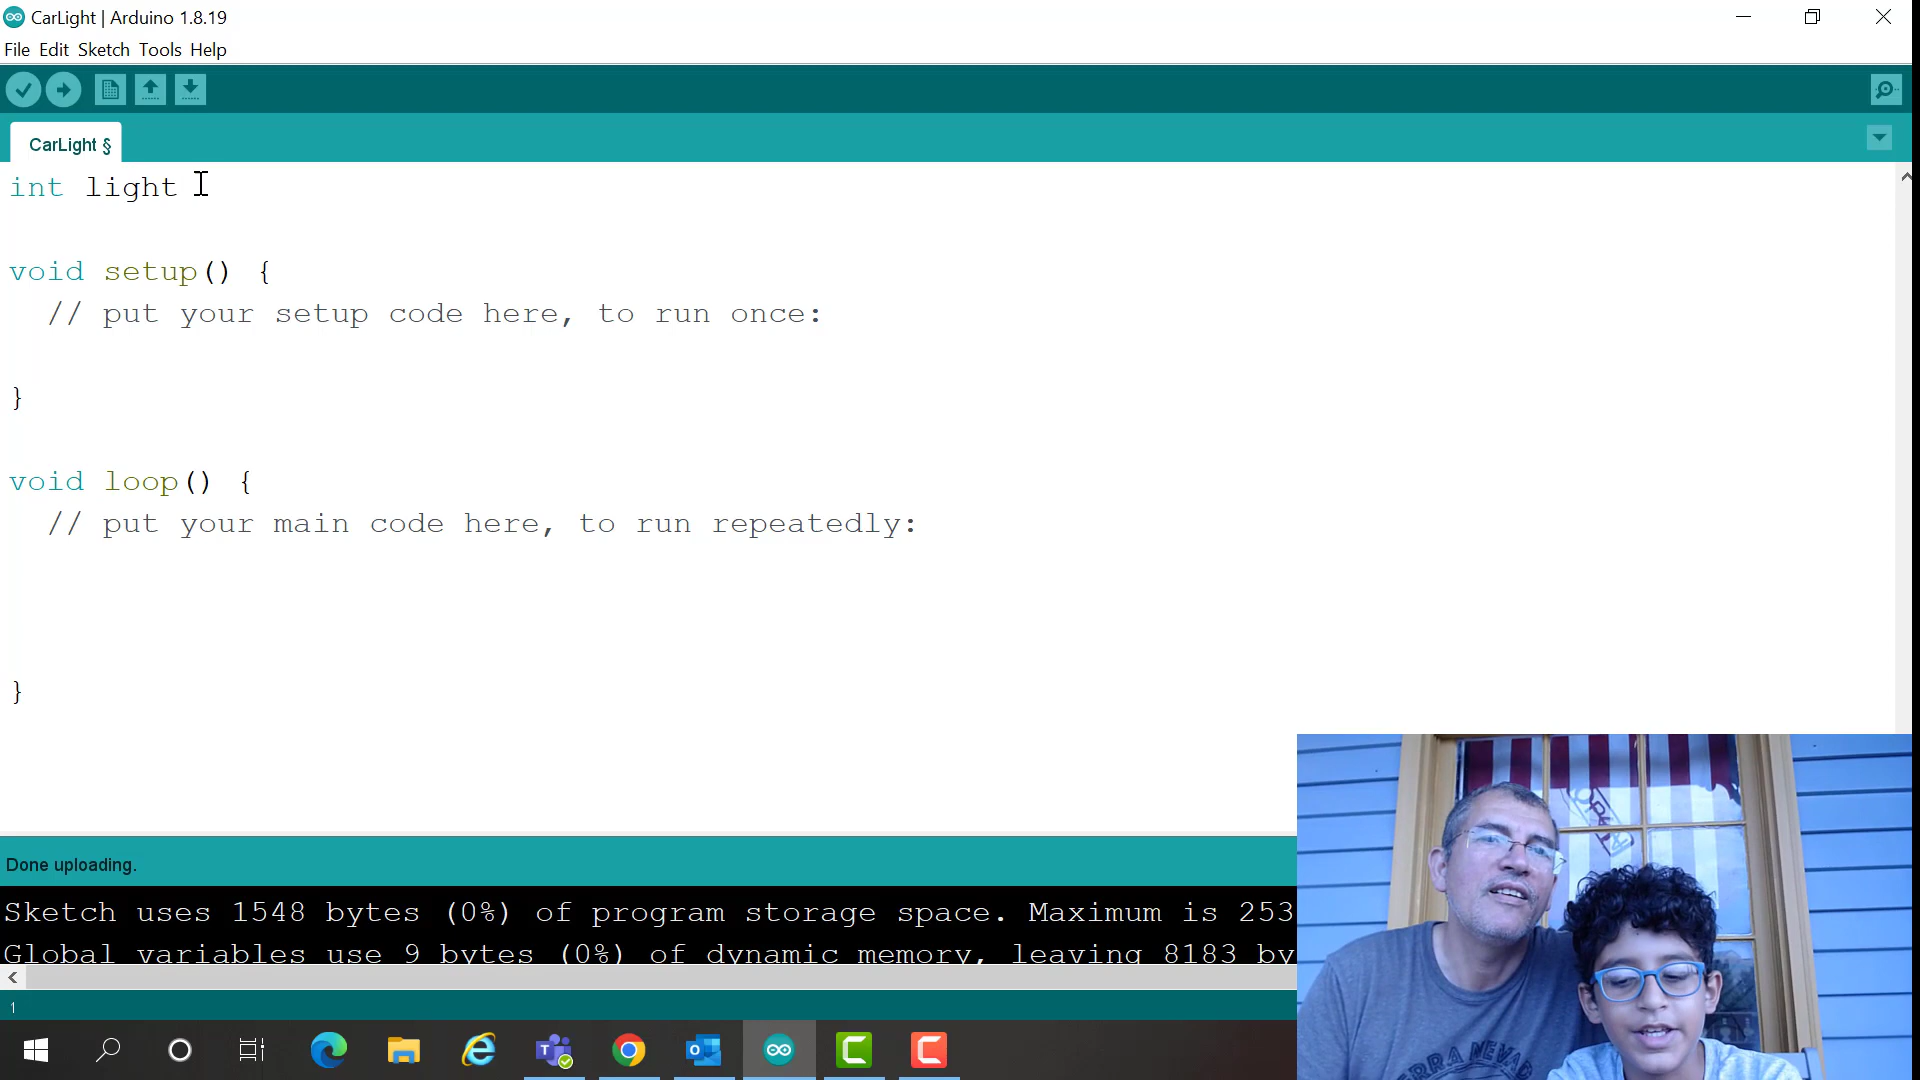 CarLight | Arduino 1.8.19
File Edit Sketch Tools Help
CarLight §
int light
void setup() {
// put your setup code here, to run once:
}
void loop() {
// put your main code here, to run repeatedly:
}
Done uploading.
Sketch uses 1548 bytes (0%) of program storage space. Maximum is 253
Global variables use 9 bytes (0%) of dynamic memory, leaving 8183 by
1